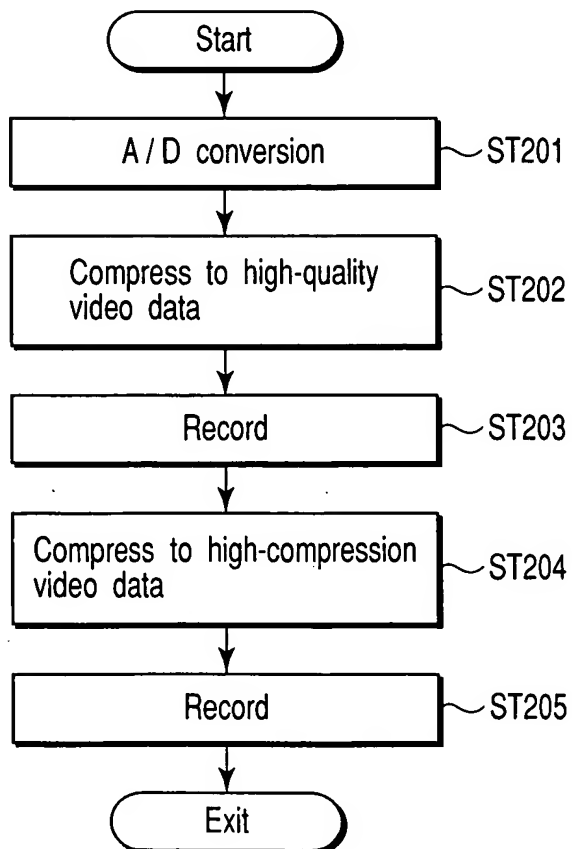 Start
A / D conversion
ST201
Compress to high-quality
video data
ST202
Record
ST203
Compress to high-compression
video data
ST204
Record
ST205
Exit